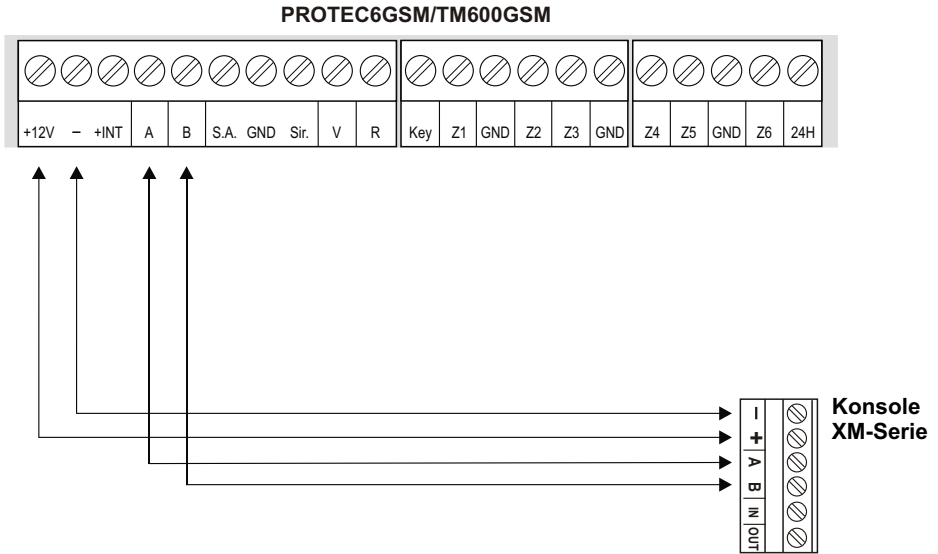 PROTEC6GSM/TM600GSM
+12V – +INT A B S.A. GND Sir. V R Key Z1 GND Z2 Z3 GND Z4 Z5 GND Z6 24H
– Konsole
+ XM-Serie
A
B
IN
OUT